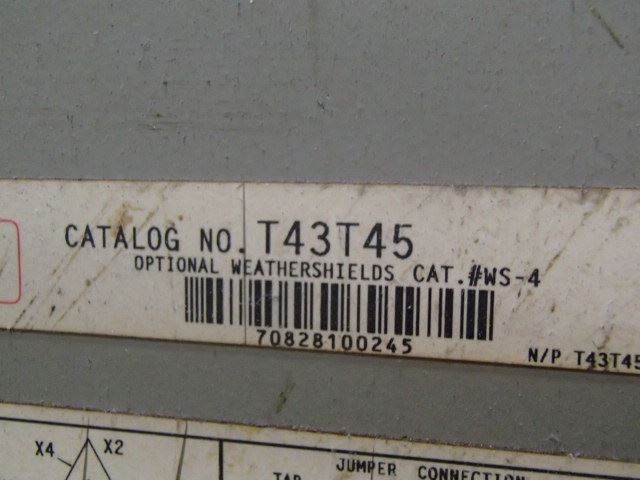 CATALOG NO. T43T45
OPTIONAL WEATHERSHIELDS CAT.#WS-4
70828100245
N/P T43T45
X4 X2
JUMPER CONNECTION
TAP